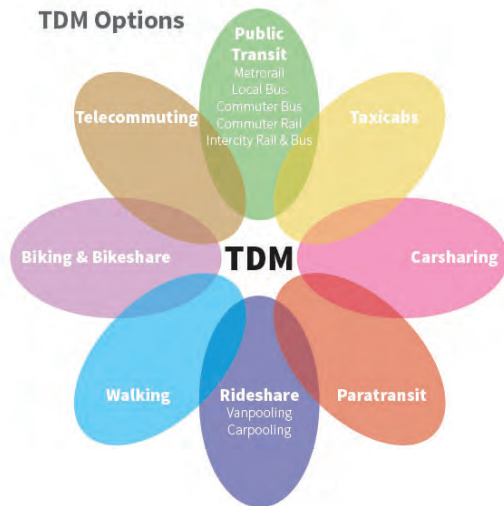 TDM Options
Public
Transit
Metrorail
Local Bus
Commuter Bus
Commuter Rail
Intercity Rail & Bus
Telecommuting
Taxicabs
Biking & Bikeshare
TDM
Carsharing
Walking
Rideshare
Vanpooling
Carpooling
Paratransit